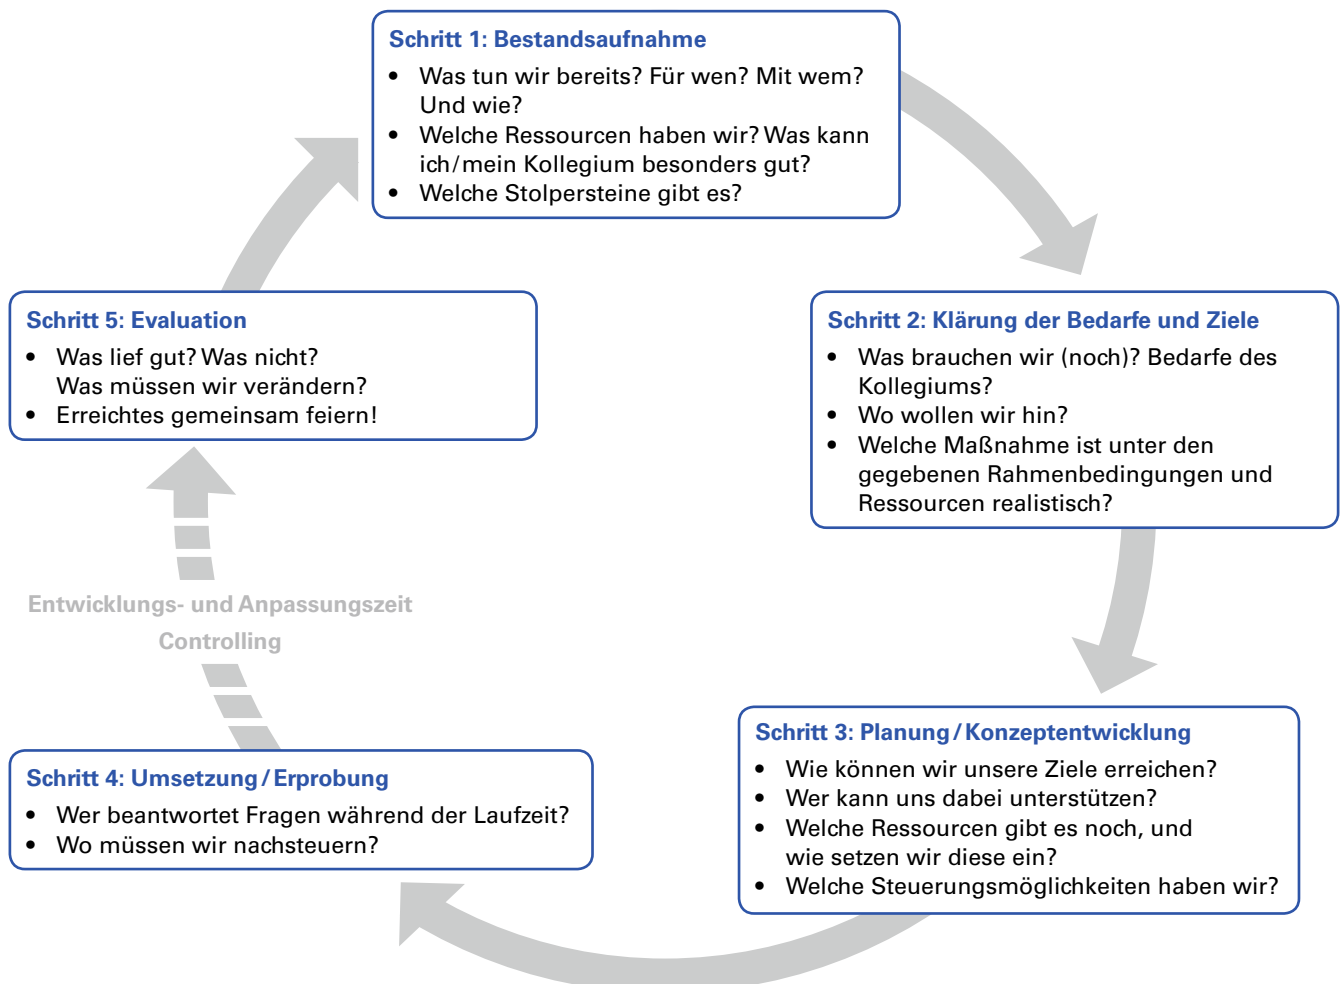 Schritt 1: Bestandsaufnahme
• Was tun wir bereits? Für wen? Mit wem?
Und wie?
• Welche Ressourcen haben wir? Was kann
ich/mein Kollegium besonders gut?
• Welche Stolpersteine gibt es?
Schritt 2: Klärung der Bedarfe und Ziele
• Was brauchen wir (noch)? Bedarfe des
Kollegiums?
• Wo wollen wir hin?
• Welche Maßnahme ist unter den
gegebenen Rahmenbedingungen und
Ressourcen realistisch?
Schritt 3: Planung/Konzeptentwicklung
• Wie können wir unsere Ziele erreichen?
• Wer kann uns dabei unterstützen?
• Welche Ressourcen gibt es noch, und
wie setzen wir diese ein?
• Welche Steuerungsmöglichkeiten haben wir?
Schritt 4: Umsetzung/Erprobung
• Wer beantwortet Fragen während der Laufzeit?
• Wo müssen wir nachsteuern?
Entwicklungs- und Anpassungszeit
Controlling
Schritt 5: Evaluation
• Was lief gut? Was nicht?
Was müssen wir verändern?
• Erreichtes gemeinsam feiern!